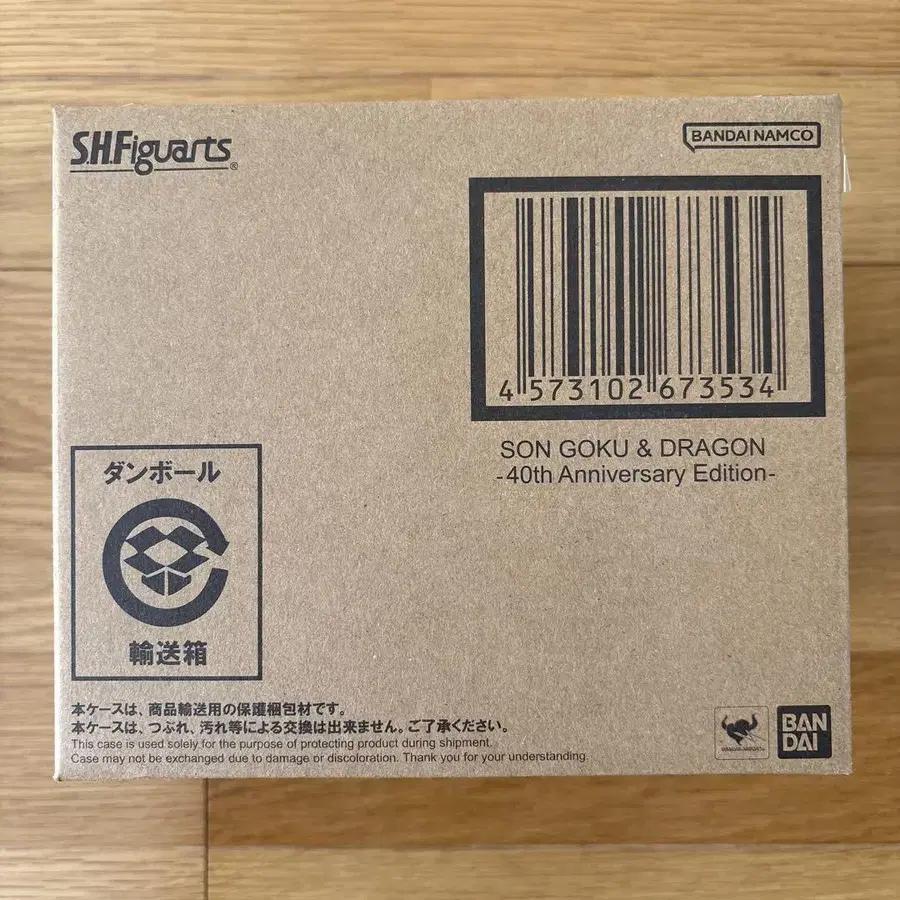 S.H.Figuarts®
BANDAI NAMCO
4 573102 673534
SON GOKU & DRAGON
-40th Anniversary Edition-
ダンボール
輸送箱
本ケースは、商品輸送用の保護梱包材です。
本ケースは、つぶれ、汚れ等による交換は出来ません。ご了承ください。
This case is used solely for the purpose of protecting product during shipment.
Case may not be exchanged due to damage or discoloration. Thank you for your understanding.
BAN
DAI